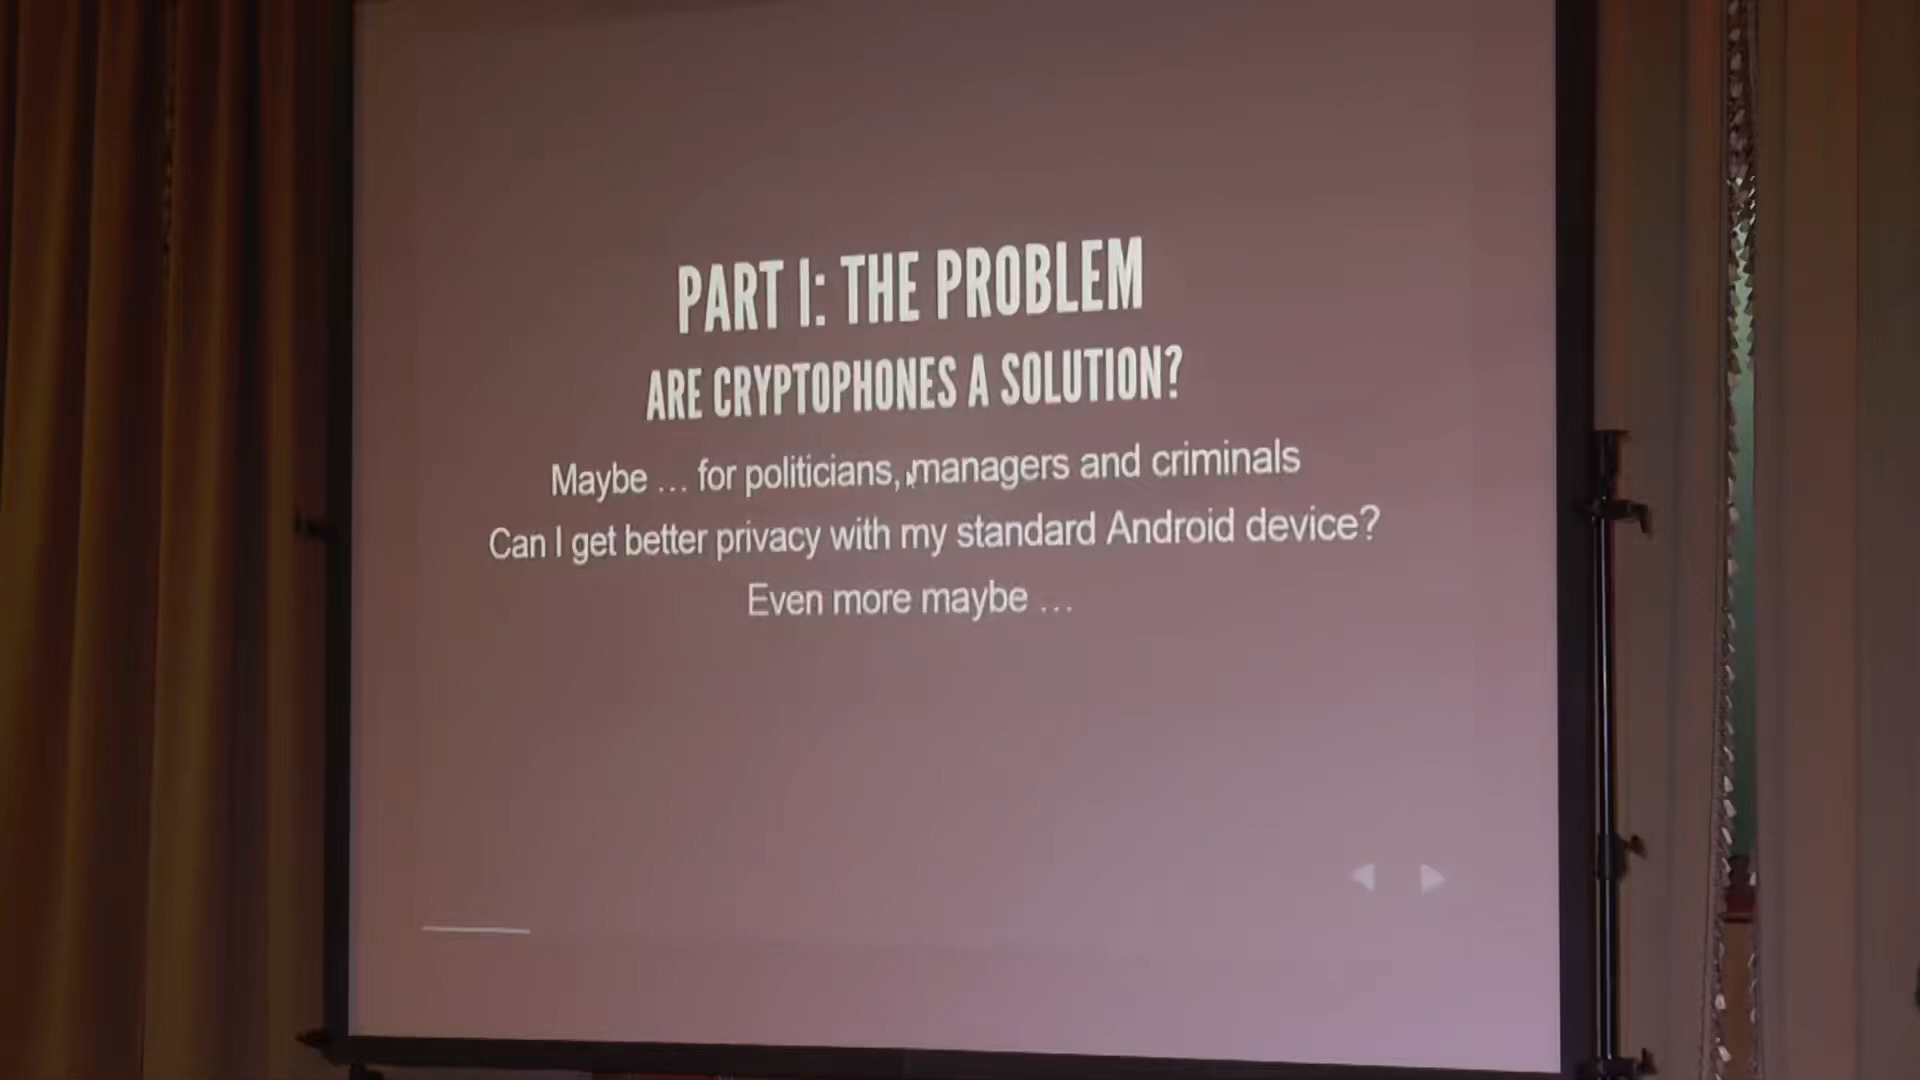 PART I: THE PROBLEM
ARE CRYPTOPHONES A SOLUTION?
Maybe … for politicians, managers and criminals
Can I get better privacy with my standard Android device?
Even more maybe …